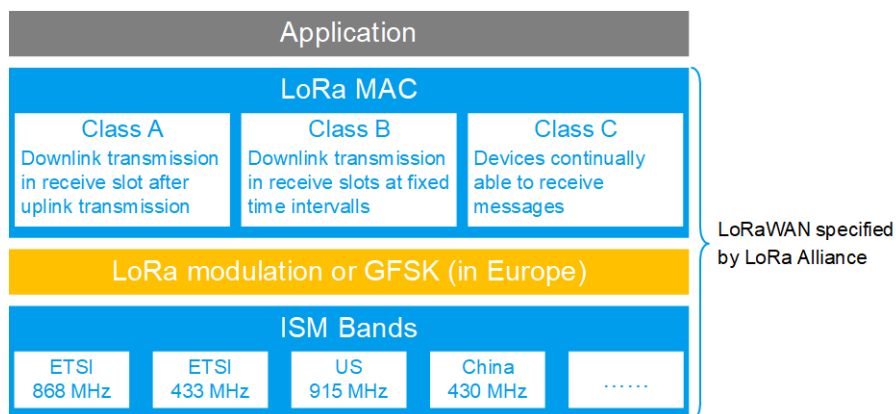 Application
LoRa MAC
Class A
Downlink transmission
in receive slot after
uplink transmission
Class B
Downlink transmission
in receive slots at fixed
time intervalls
Class C
Devices continually
able to receive
messages
LoRaWAN specified
by LoRa Alliance
LoRa modulation or GFSK (in Europe)
ISM Bands
ETSI
868 MHz
ETSI
433 MHz
US
915 MHz
China
430 MHz
……